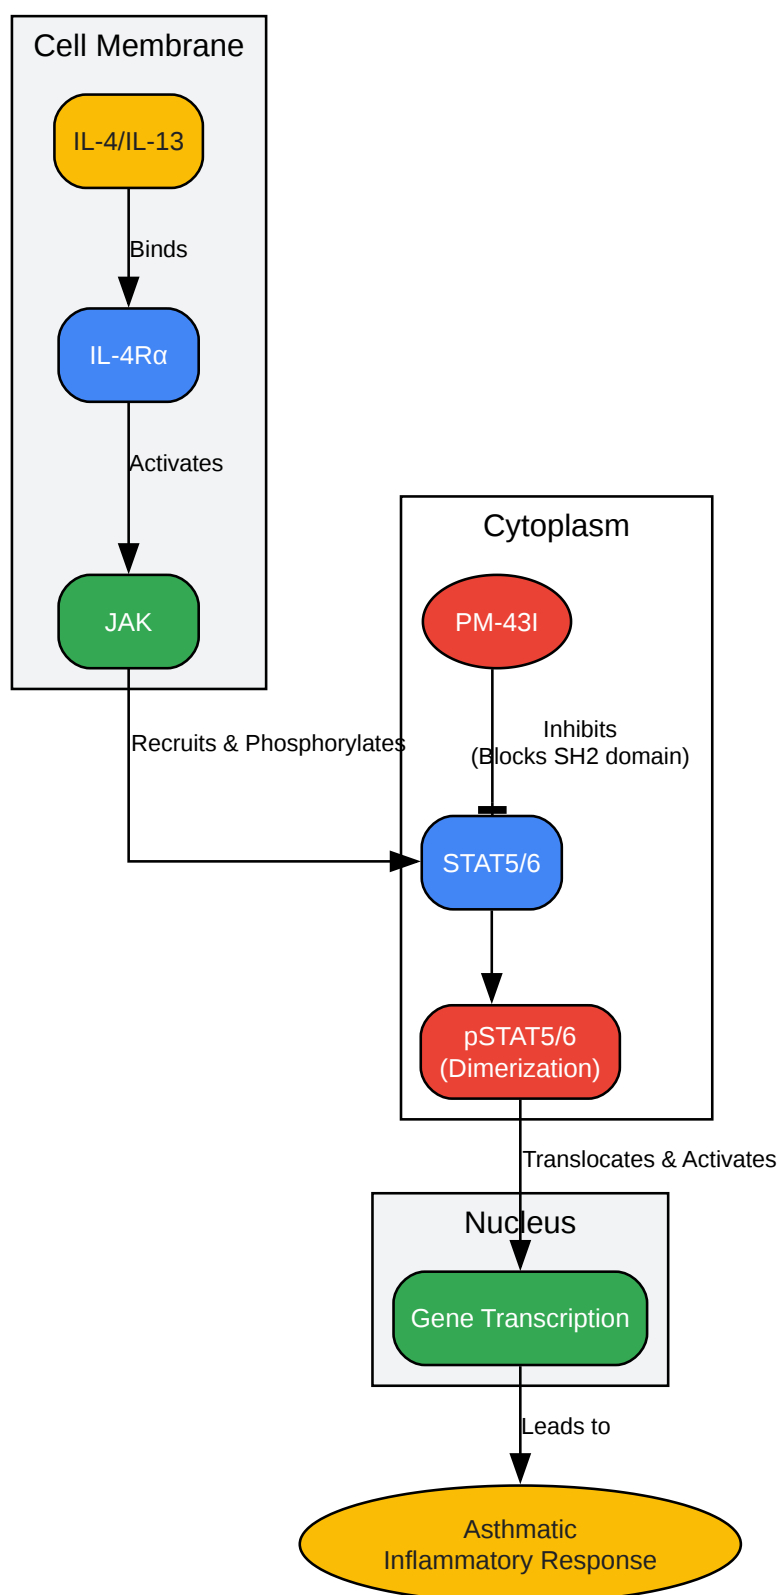 Cell Membrane
IL-4/IL-13
Binds
IL-4Rα
Activates
Cytoplasm
JAK
PM-43I
Recruits & Phosphorylates
Inhibits
(Blocks SH2 domain)
STAT5/6
pSTAT5/6
(Dimerization)
Translocates & Activates
Nucleus
Gene Transcription
Leads to
Asthmatic
Inflammatory Response